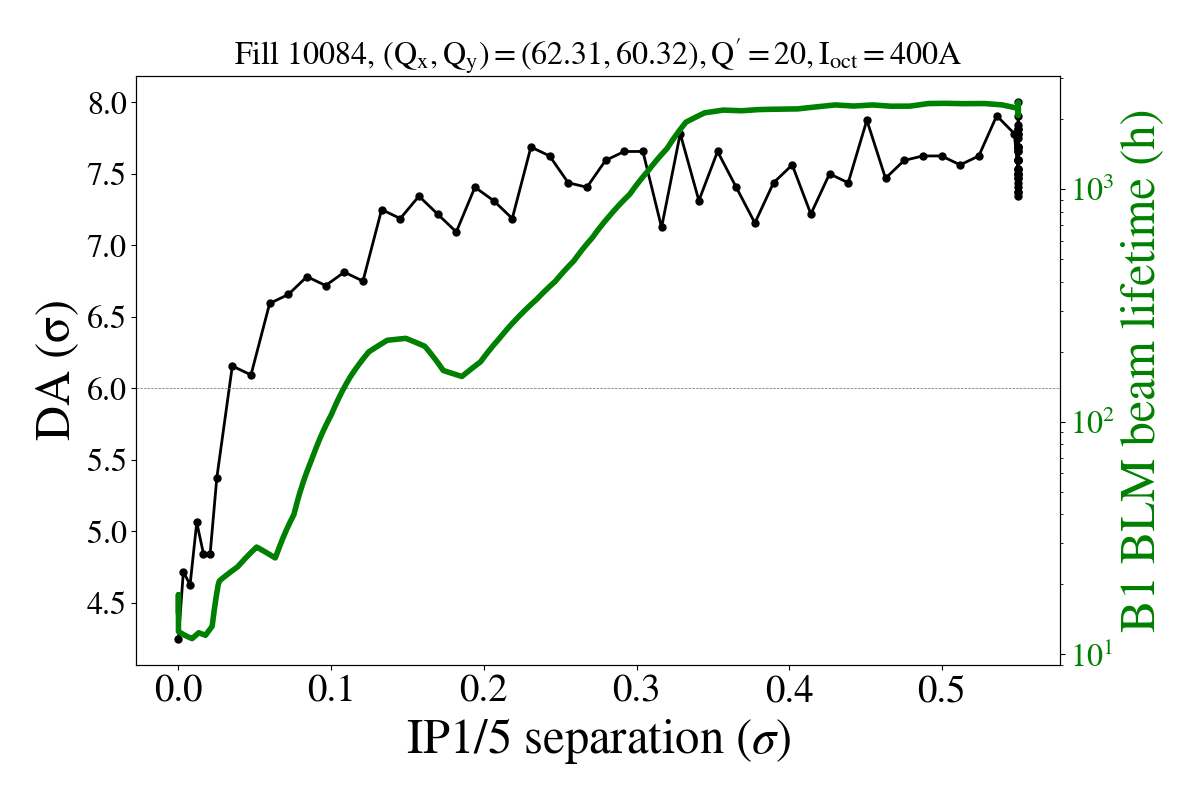 Fill 10084, (Qx, Qy) = (62.31, 60.32), Q′ = 20, Ioct = 400A
8.0
7.5
7.0
6.5
6.0
5.5
5.0
4.5
DA (σ)
10³
10²
10¹
B1 BLM beam lifetime (h)
0.0 0.1 0.2 0.3 0.4 0.5
IP1/5 separation (σ)